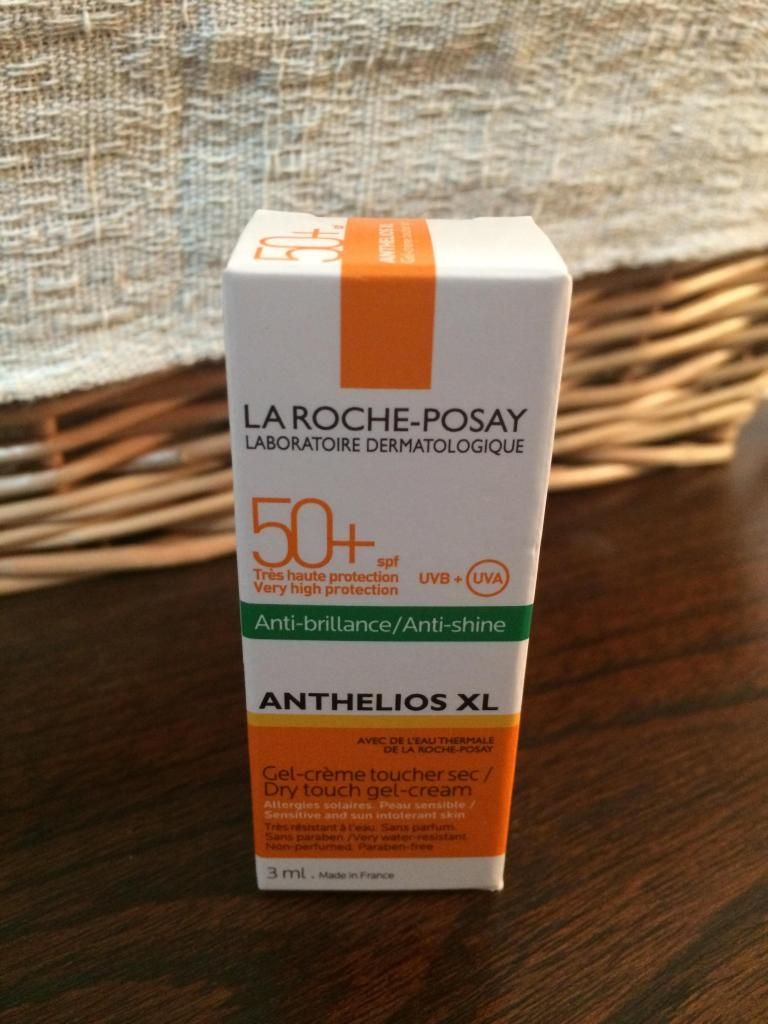 50+
ANTHELIOS XL
LA ROCHE-POSAY
LABORATOIRE DERMATOLOGIQUE
50+ spf
Très haute protection
Very high protection
UVB + UVA
Anti-brillance/Anti-shine
ANTHELIOS XL
AVEC DE L'EAU THERMALE
DE LA ROCHE-POSAY
Gel-crème toucher sec /
Dry touch gel-cream
Allergies solaires. Peau sensible /
Sensitive and sun intolerant skin
Très résistant à l'eau. Sans parfum.
Sans paraben /Very water-resistant.
Non-perfumed. Paraben-free
3 ml . Made in France